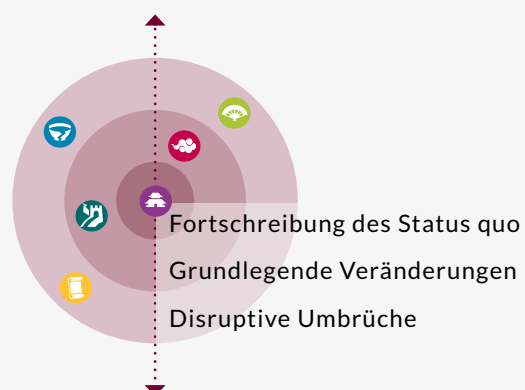 Fortschreibung des Status quo
Grundlegende Veränderungen
Disruptive Umbrüche